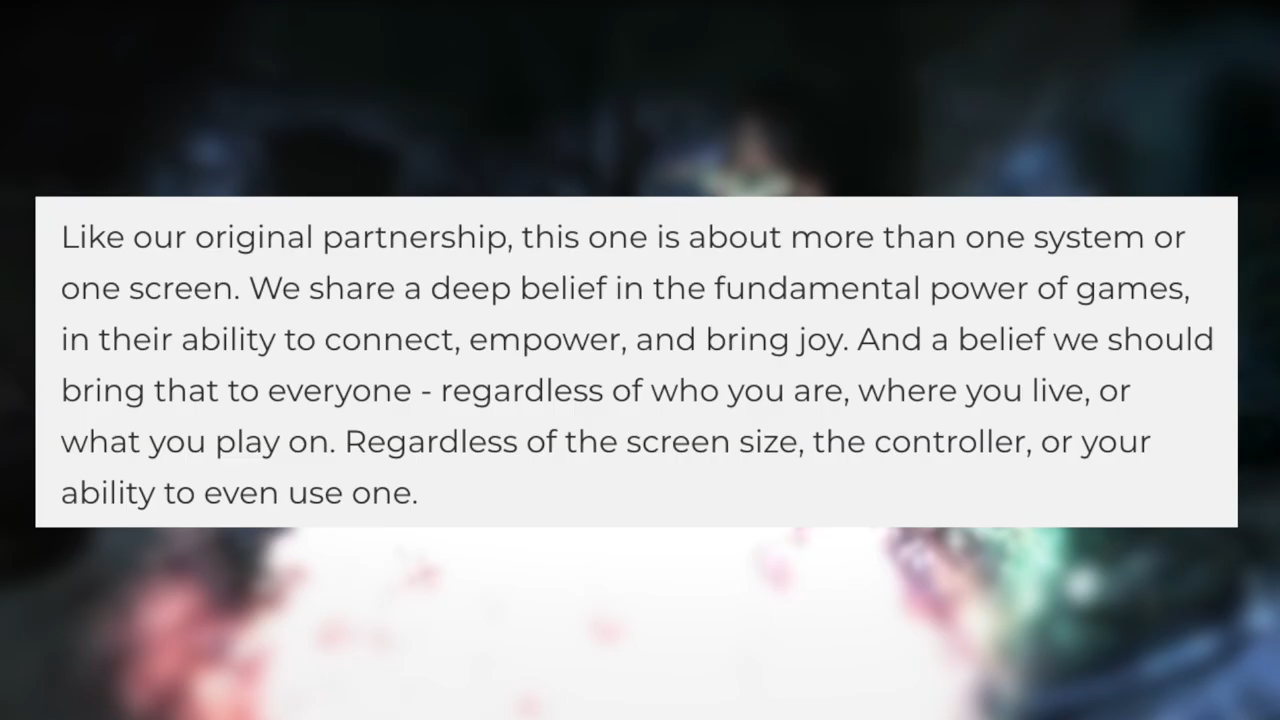 Like our original partnership, this one is about more than one system or
one screen. We share a deep belief in the fundamental power of games,
in their ability to connect, empower, and bring joy. And a belief we should
bring that to everyone - regardless of who you are, where you live, or
what you play on. Regardless of the screen size, the controller, or your
ability to even use one.